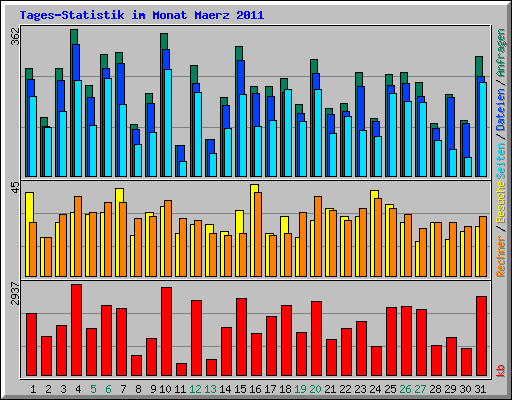 Tages-Statistik im Monat Maerz 2011
362
Rechner / Besuche Seiten / Dateien / Anfragen
45
2937
kb
1 2 3 4 5 6 7 8 9 10 11 12 13 14 15 16 17 18 19 20 21 22 23 24 25 26 27 28 29 30 31